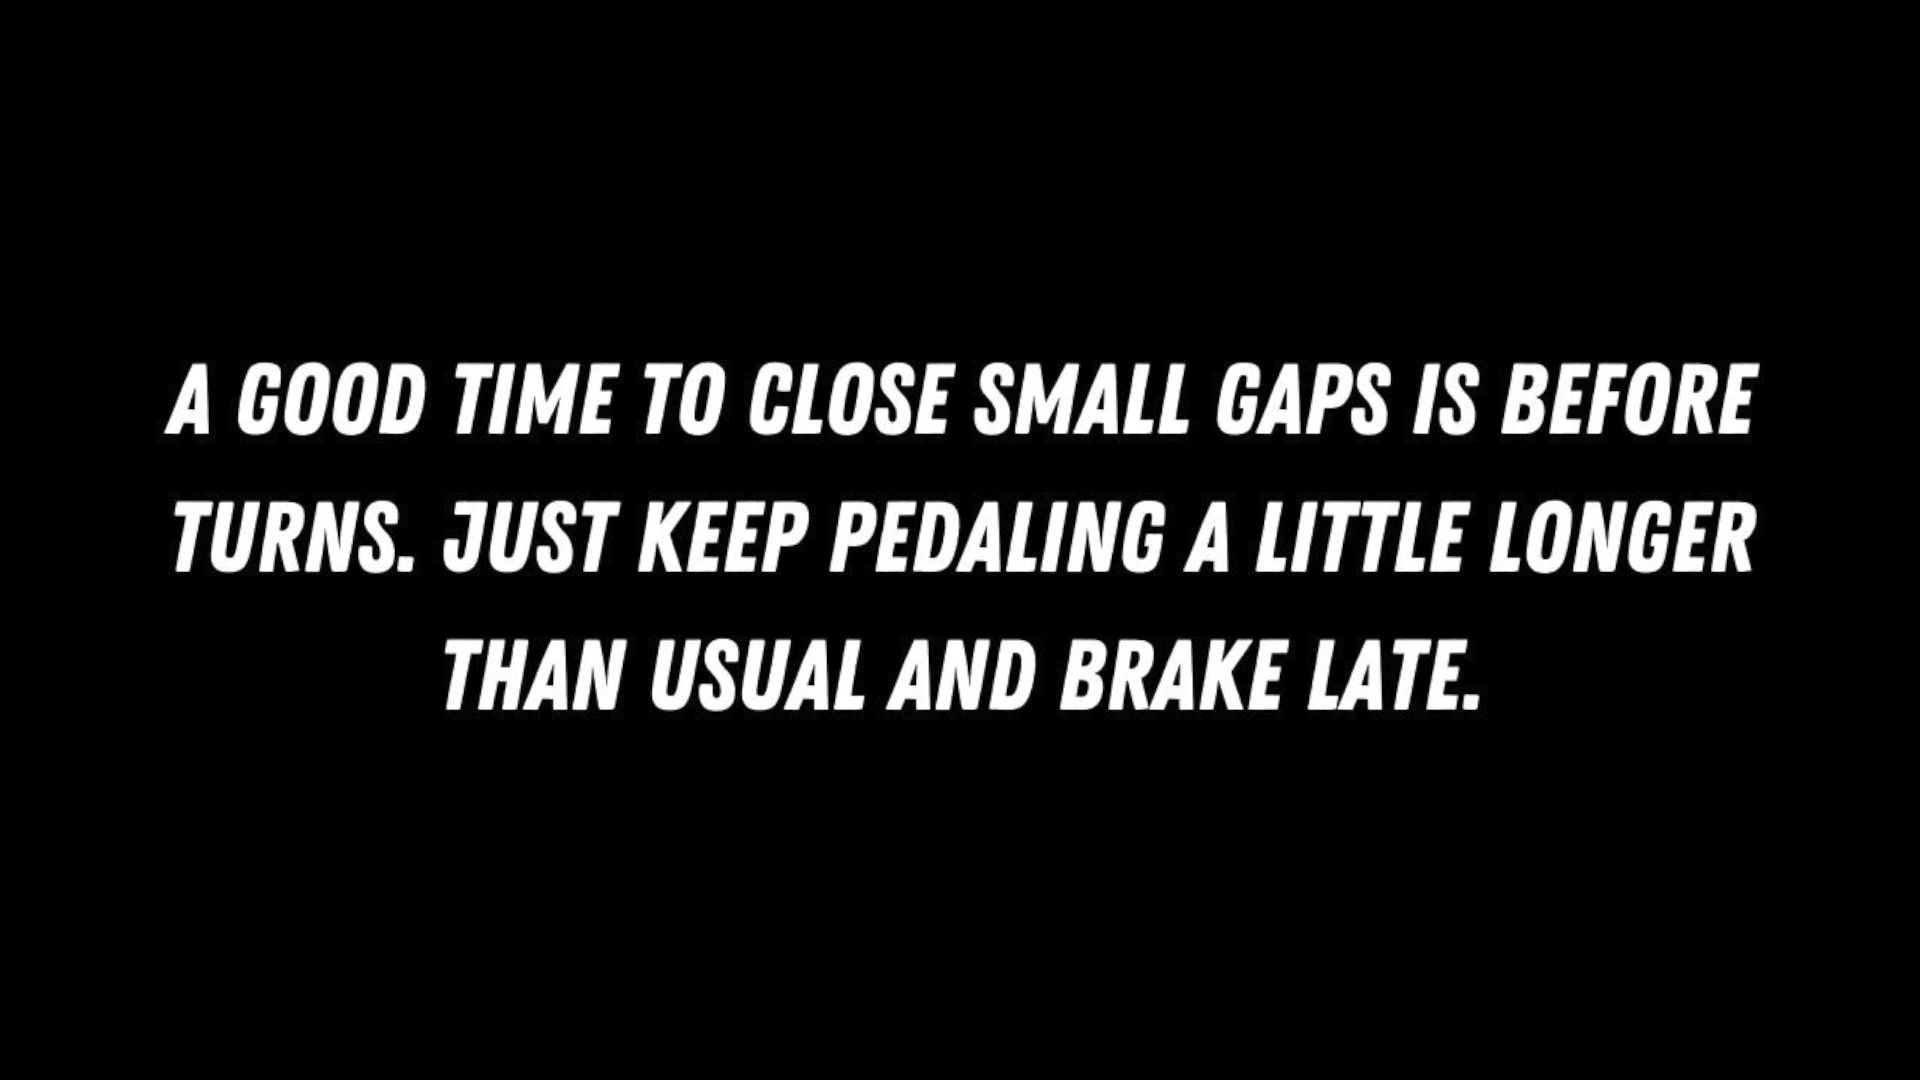 A GOOD TIME TO CLOSE SMALL GAPS IS BEFORE
TURNS. JUST KEEP PEDALING A LITTLE LONGER
THAN USUAL AND BRAKE LATE.